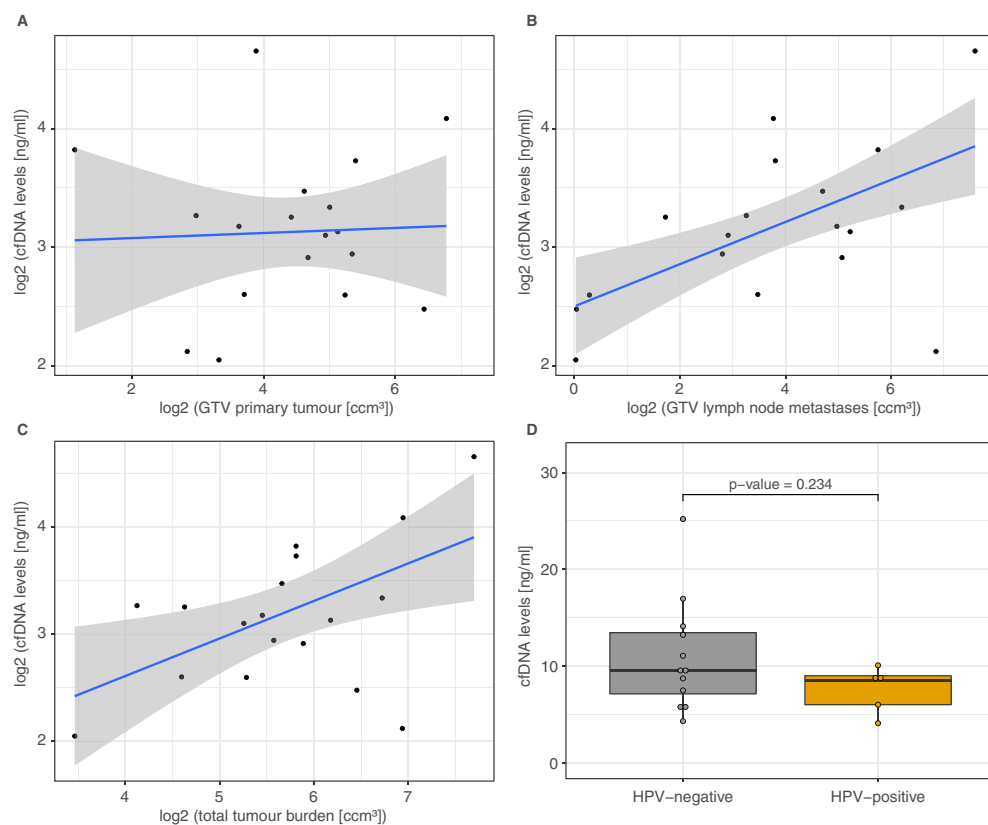 A
log2 (cfDNA levels [ng/ml])
4
3
2
2
4
6
log2 (GTV primary tumour [ccm³])
B
log2 (cfDNA levels [ng/ml])
4
3
2
0
2
4
6
log2 (GTV lymph node metastases [ccm³])
C
log2 (cfDNA levels [ng/ml])
4
3
2
4
5
6
7
log2 (total tumour burden [ccm³])
D
cfDNA levels [ng/ml]
30
20
10
0
p−value = 0.234
HPV−negative
HPV−positive